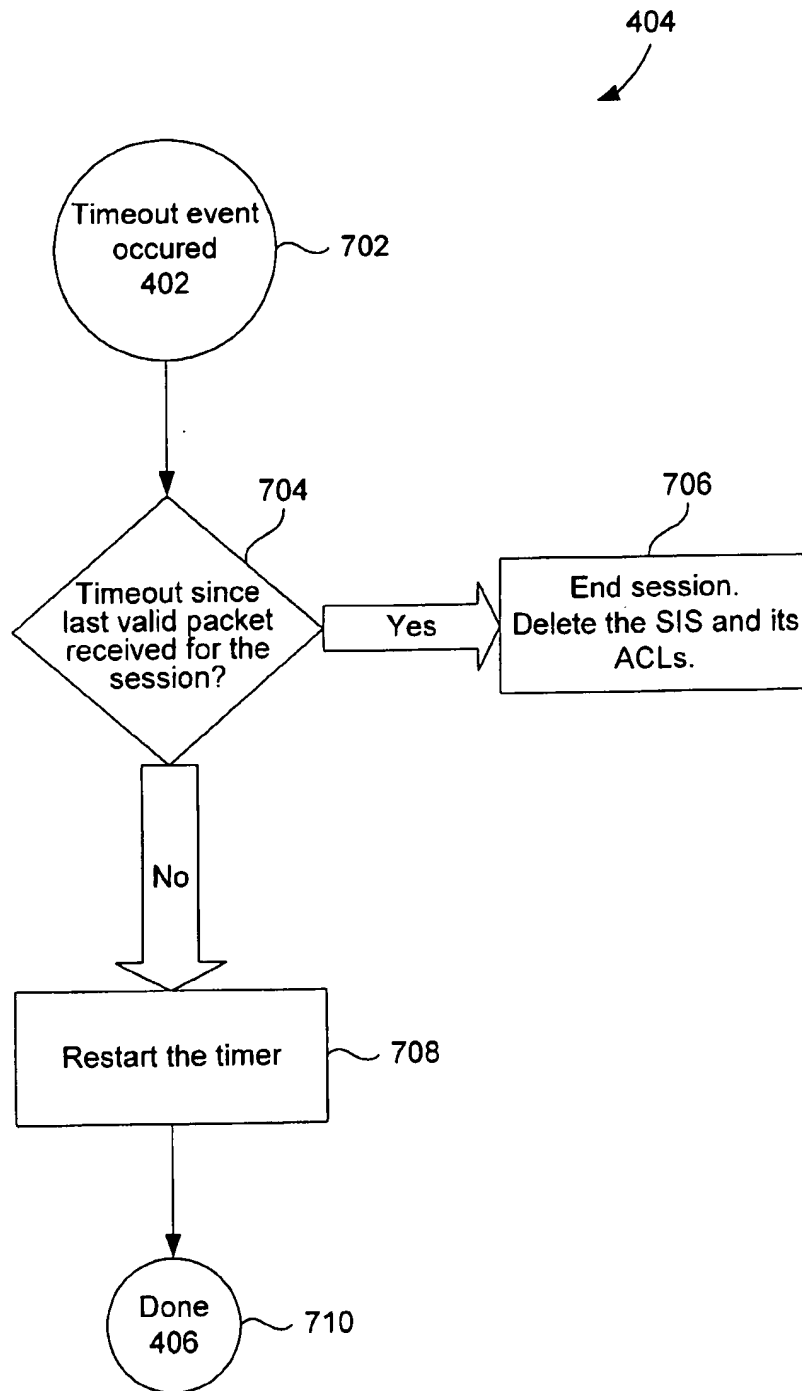 404
Timeout event
occured
402
702
704
Timeout since
last valid packet
received for the
session?
Yes
706
End session.
Delete the SIS and its
ACLs.
No
Restart the timer
708
Done
406
710